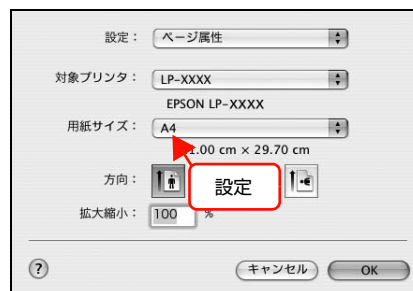 設定： ページ属性
対象プリンタ： LP-XXXX
EPSON LP-XXXX
用紙サイズ： A4
1.00 cm × 29.70 cm
方向：
設定
拡大縮小： 100 %
? キャンセル OK